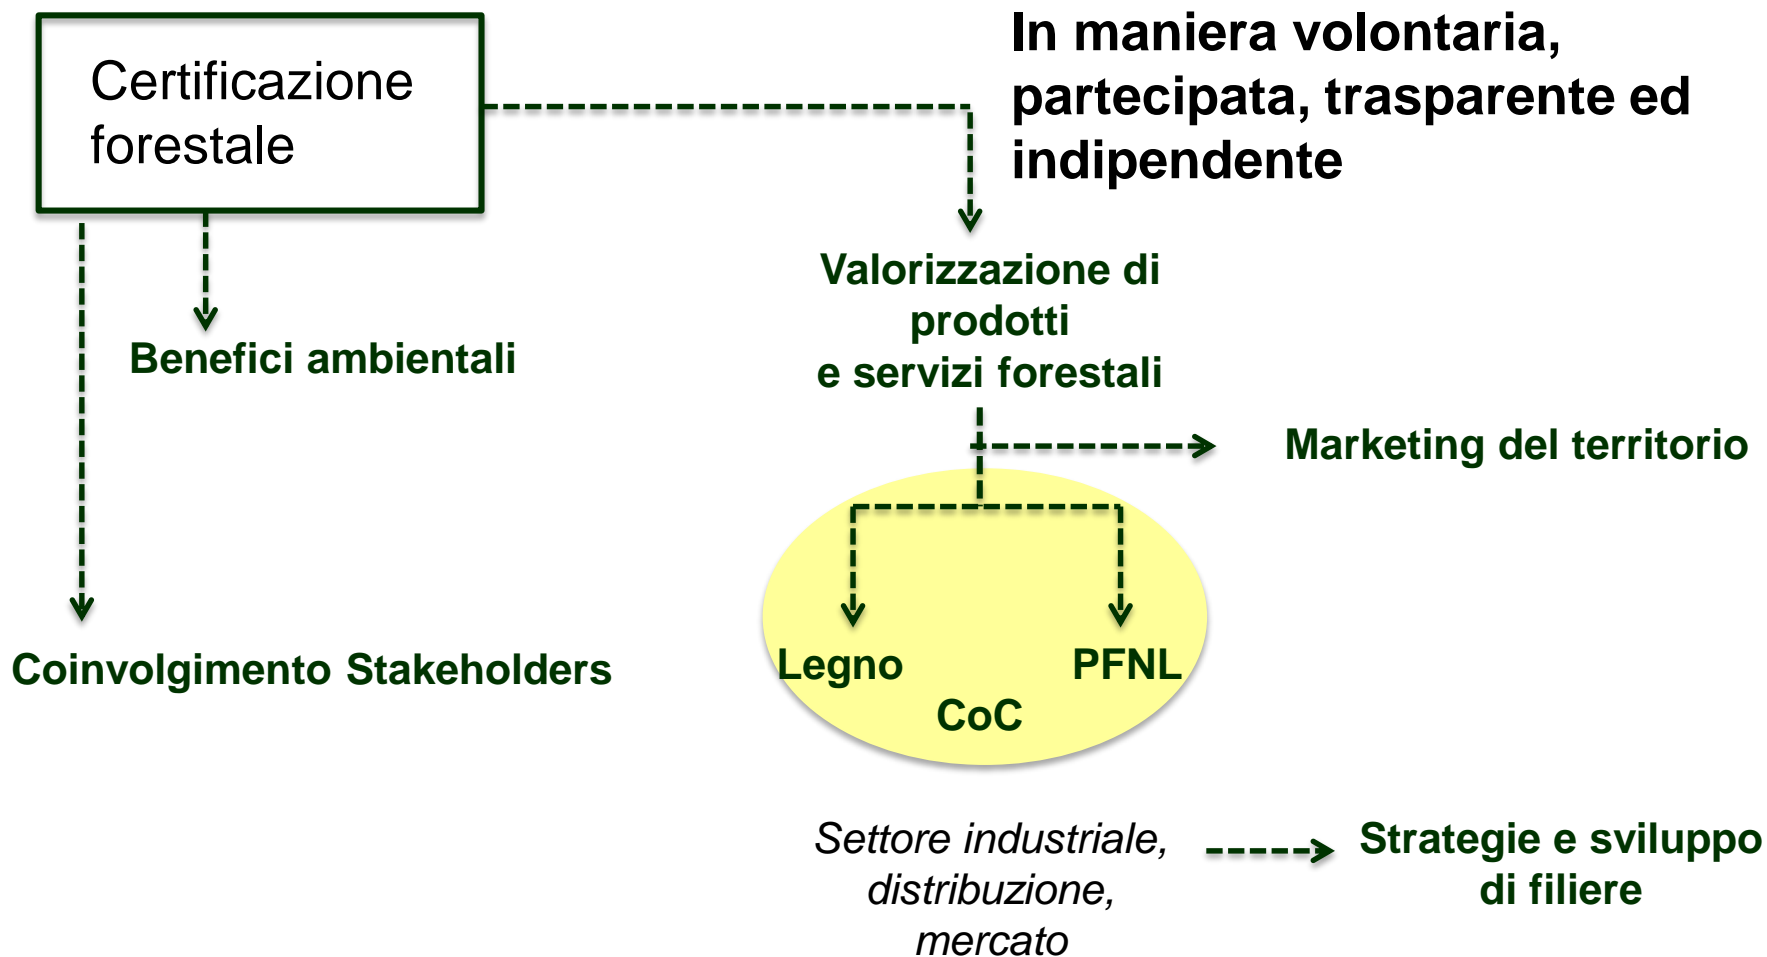 Certificazione
forestale
In maniera volontaria,
partecipata, trasparente ed
indipendente
Valorizzazione di
prodotti
e servizi forestali
Benefici ambientali
Marketing del territorio
Coinvolgimento Stakeholders
Legno
PFNL
CoC
Settore industriale,
distribuzione,
mercato
Strategie e sviluppo
di filiere